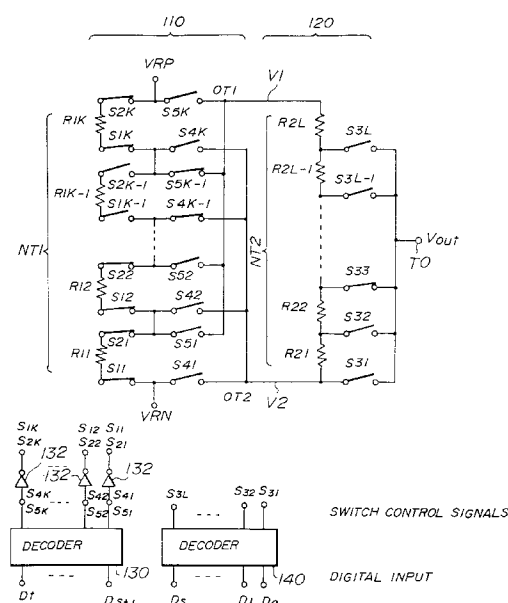 110 120
VRP
OT1 V1
S2K S5K
R1K R2L
S1K S4K S3L
S2K-1 S5K-1 R2L-1
R1K-1 S1K-1 S4K-1 S3L-1
NT1 NT2 Vout
TO
S22 S52 S33
R12 S12 S42 R22
S32
S21 S51
R11 R21
S11 S41 S31
VRN OT2 V2
S1K S12 S11
S2K S22 S21
132 132 132
S4K S42 S41 S3L S32 S31
S5K S52 S51
SWITCH CONTROL SIGNALS
DECODER DECODER
130 140
DIGITAL INPUT
Dt DS+1 DS D1 D0